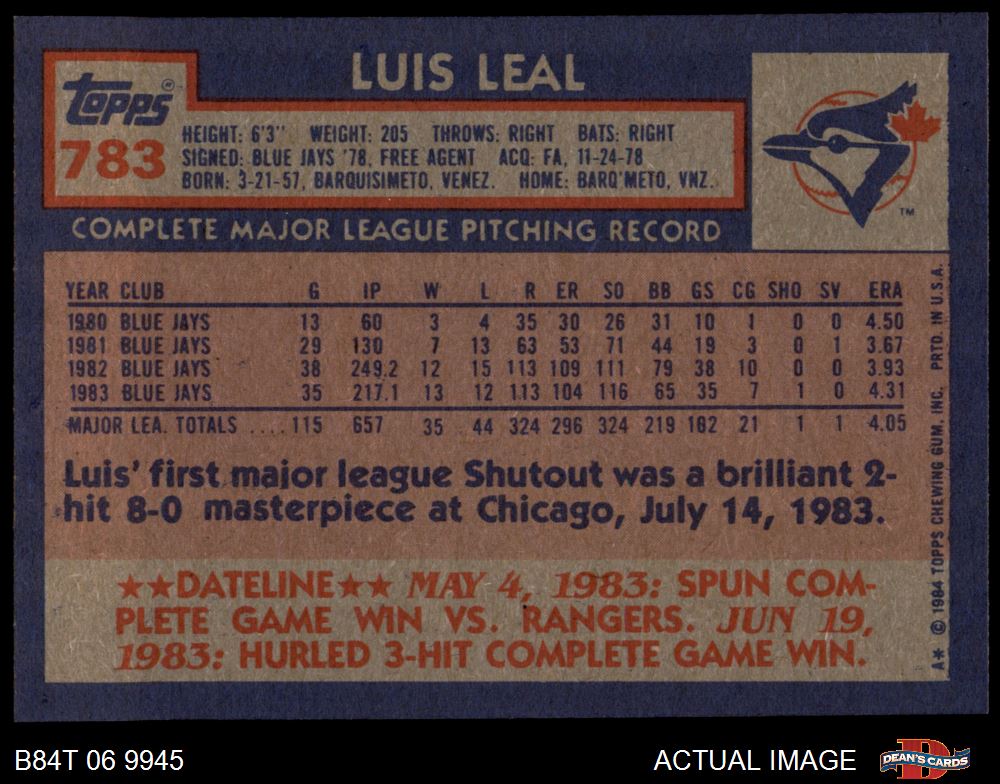 LUIS LEAL
topps®
783
HEIGHT: 6'3" WEIGHT: 205 THROWS: RIGHT BATS: RIGHT
SIGNED: BLUE JAYS '78, FREE AGENT ACQ: FA, 11-24-78
BORN: 3-21-57, BARQUISIMETO, VENEZ. HOME: BARQ'METO, VNZ.
TM
COMPLETE MAJOR LEAGUE PITCHING RECORD
YEAR CLUB G IP W L R ER SO BB GS CG SHO SV ERA
1980 BLUE JAYS 13 60 3 4 35 30 26 31 10 1 0 0 4.50
1981 BLUE JAYS 29 130 7 13 63 53 71 44 19 3 0 1 3.67
1982 BLUE JAYS 38 249.2 12 15 113 109 111 79 38 10 0 0 3.93
1983 BLUE JAYS 35 217.1 13 12 113 104 116 65 35 7 1 0 4.31
MAJOR LEA. TOTALS ....115 657 35 44 324 296 324 219 102 21 1 1 4.05
Luis' first major league Shutout was a brilliant 2-
hit 8-0 masterpiece at Chicago, July 14, 1983.
★★DATELINE★★ MAY 4, 1983: SPUN COM-
PLETE GAME WIN VS. RANGERS. JUN 19,
1983: HURLED 3-HIT COMPLETE GAME WIN.
A* © 1984 TOPPS CHEWING GUM, INC. PRTD. IN U.S.A.
B84T 06 9945
ACTUAL IMAGE
D
DEAN'S CARDS